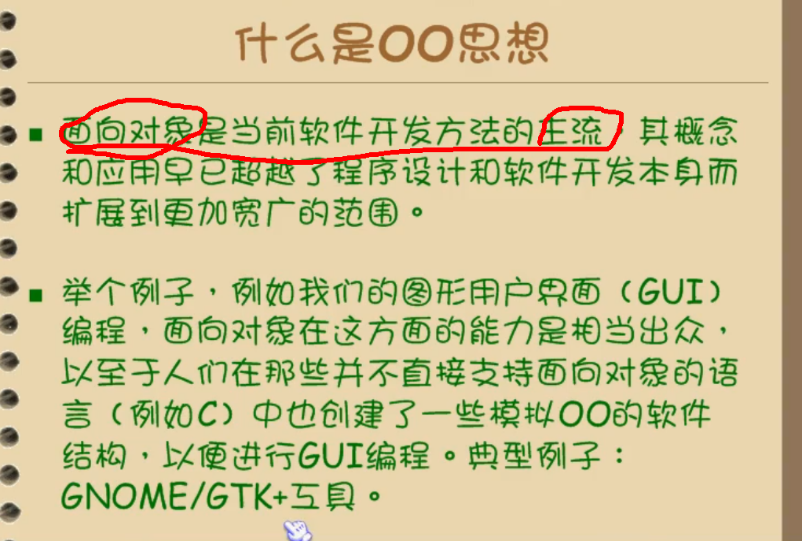 什么是OO思想
面向对象是当前软件开发方法的主流，其概念
和应用早已超越了程序设计和软件开发本身而
扩展到更加宽广的范围。
举个例子，例如我们的图形用户界面（GUI）
编程，面向对象在这方面的能力是相当出众，
以至于人们在那些并不直接支持面向对象的语
言（例如C）中也创建了一些模拟OO的软件
结构，以便进行GUI编程。典型例子：
GNOME/GTK+工具。